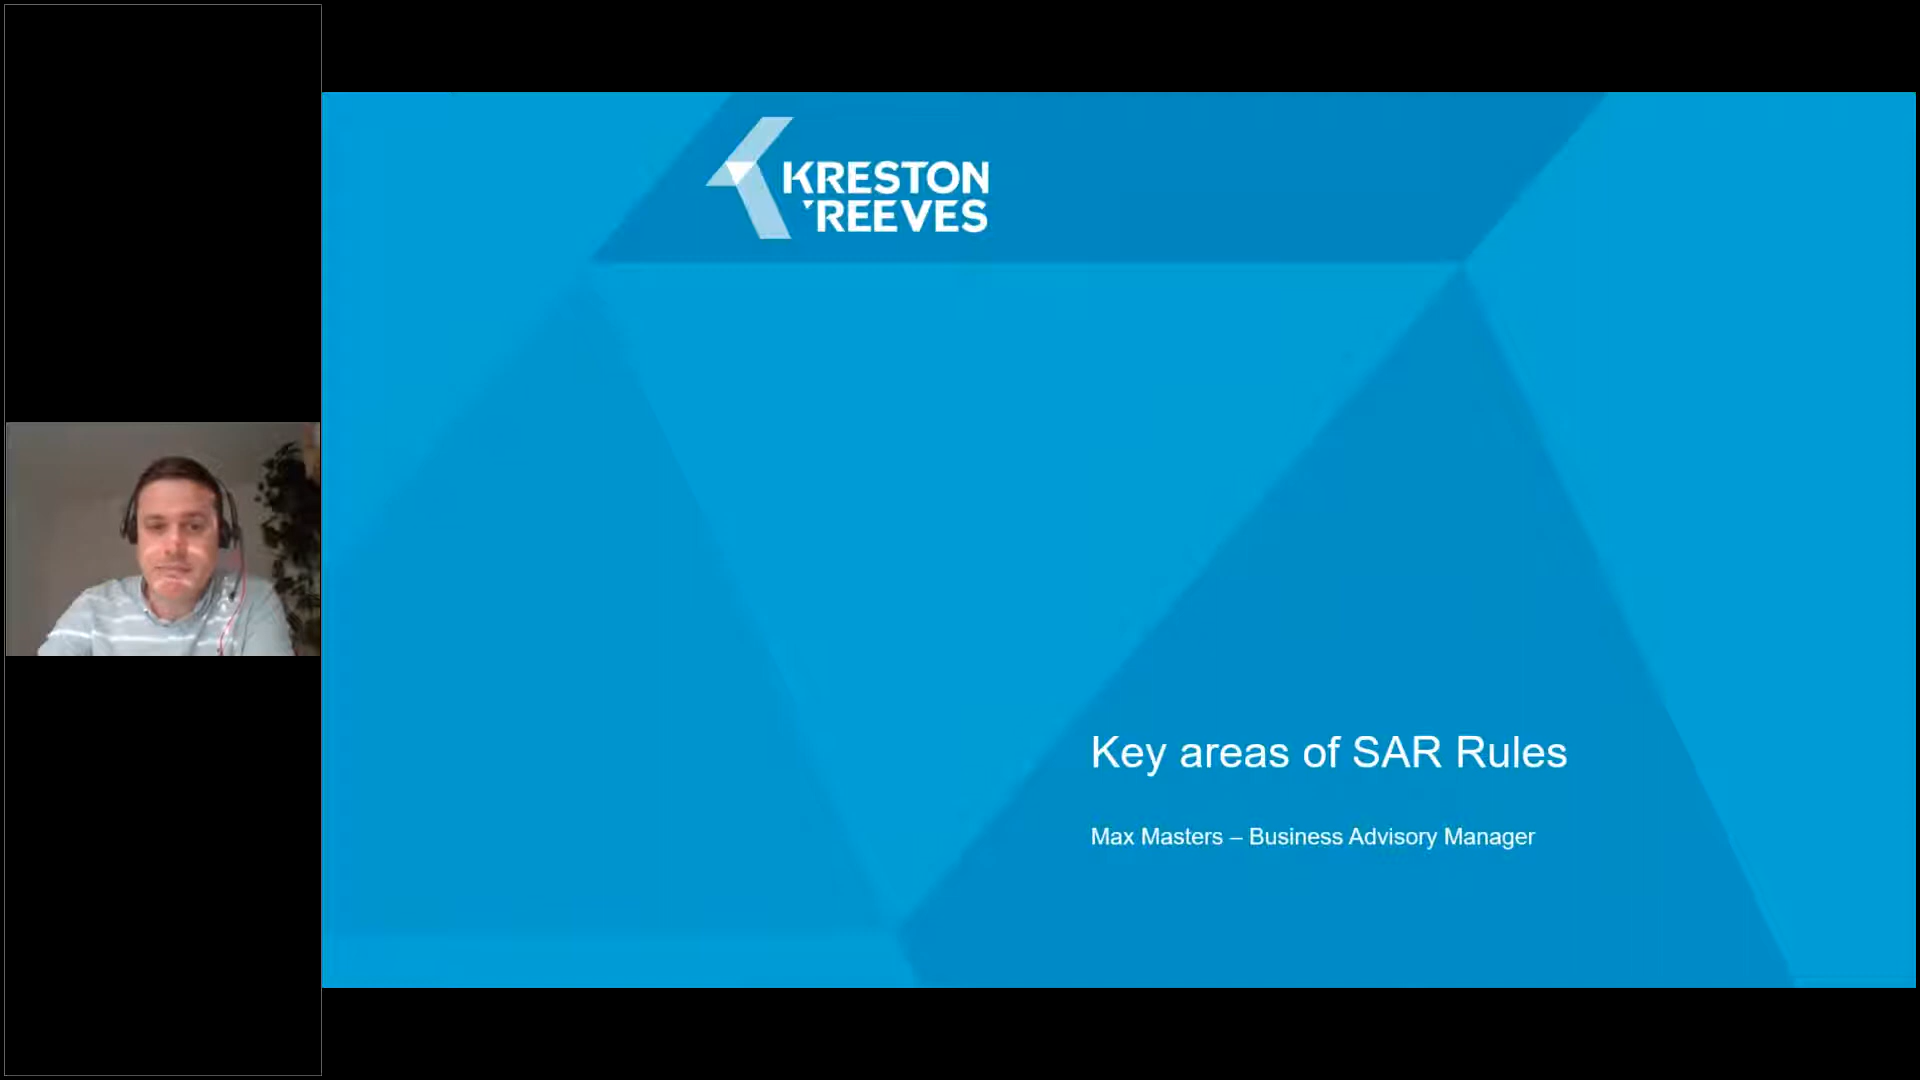 KRESTON
REEVES
Key areas of SAR Rules
Max Masters – Business Advisory Manager